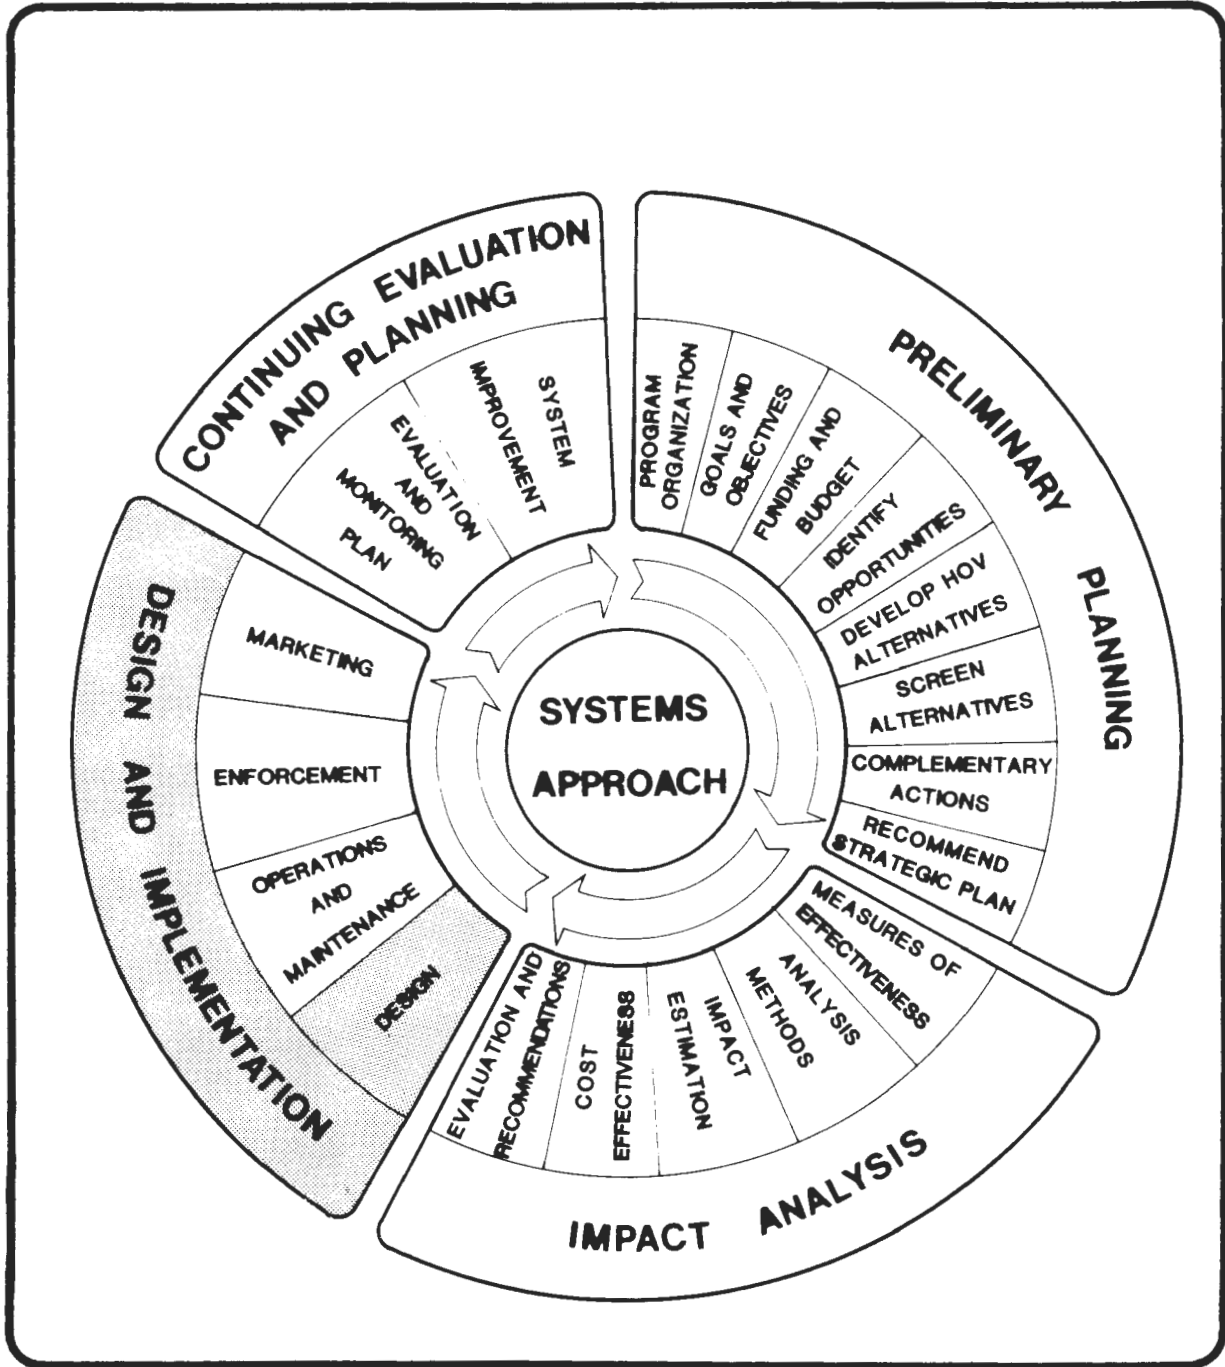 CONTINUING EVALUATION
AND PLANNING
SYSTEM
IMPROVEMENT
EVALUATION
AND
MONITORING
PLAN
PRELIMINARY PLANNING
PROGRAM
ORGANIZATION
GOALS AND
OBJECTIVES
FUNDING AND
BUDGET
IDENTIFY
OPPORTUNITIES
DEVELOP HOV
ALTERNATIVES
SCREEN
ALTERNATIVES
COMPLEMENTARY
ACTIONS
RECOMMEND
STRATEGIC PLAN
IMPACT ANALYSIS
MEASURES OF
EFFECTIVENESS
ANALYSIS
METHODS
IMPACT
ESTIMATION
COST
EFFECTIVENESS
EVALUATION AND
RECOMMENDATIONS
DESIGN AND IMPLEMENTATION
DESIGN
OPERATIONS
AND
MAINTENANCE
ENFORCEMENT
MARKETING
SYSTEMS
APPROACH